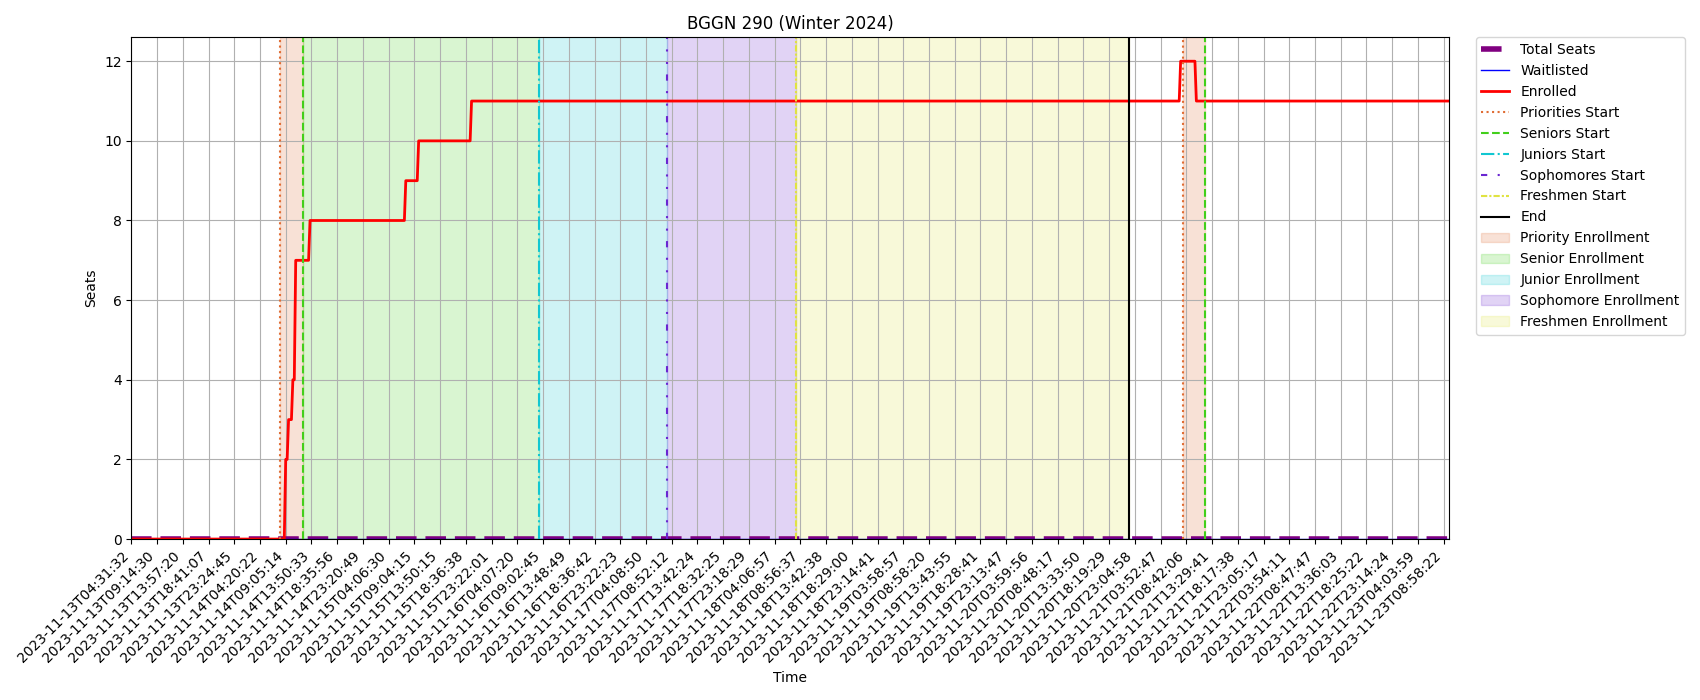 BGGN 290 (Winter 2024)
Seats
12
10
8
6
4
2
0
2023-11-13T04:31:32
2023-11-13T09:14:30
2023-11-13T13:57:20
2023-11-13T18:41:07
2023-11-13T23:24:45
2023-11-14T04:20:22
2023-11-14T09:05:14
2023-11-14T13:50:33
2023-11-14T18:35:56
2023-11-14T23:20:49
2023-11-15T04:06:30
2023-11-15T09:04:15
2023-11-15T13:50:15
2023-11-15T18:36:38
2023-11-15T23:22:01
2023-11-16T04:07:20
2023-11-16T09:02:45
2023-11-16T13:48:49
2023-11-16T18:36:42
2023-11-16T23:22:23
2023-11-17T04:08:50
2023-11-17T08:52:12
2023-11-17T13:42:24
2023-11-17T18:32:25
2023-11-17T23:18:29
2023-11-18T04:06:57
2023-11-18T08:56:37
2023-11-18T13:42:38
2023-11-18T18:29:00
2023-11-18T23:14:41
2023-11-19T03:58:57
2023-11-19T08:58:20
2023-11-19T13:43:55
2023-11-19T18:28:41
2023-11-19T23:13:47
2023-11-20T03:59:56
2023-11-20T08:48:17
2023-11-20T13:33:50
2023-11-20T18:19:29
2023-11-20T23:04:58
2023-11-21T03:52:47
2023-11-21T08:42:06
2023-11-21T13:29:41
2023-11-21T18:17:38
2023-11-21T23:05:17
2023-11-22T03:54:11
2023-11-22T08:47:47
2023-11-22T13:36:03
2023-11-22T18:25:22
2023-11-22T23:14:24
2023-11-23T04:03:59
2023-11-23T08:58:22
Time
Total Seats
Waitlisted
Enrolled
Priorities Start
Seniors Start
Juniors Start
Sophomores Start
Freshmen Start
End
Priority Enrollment
Senior Enrollment
Junior Enrollment
Sophomore Enrollment
Freshmen Enrollment